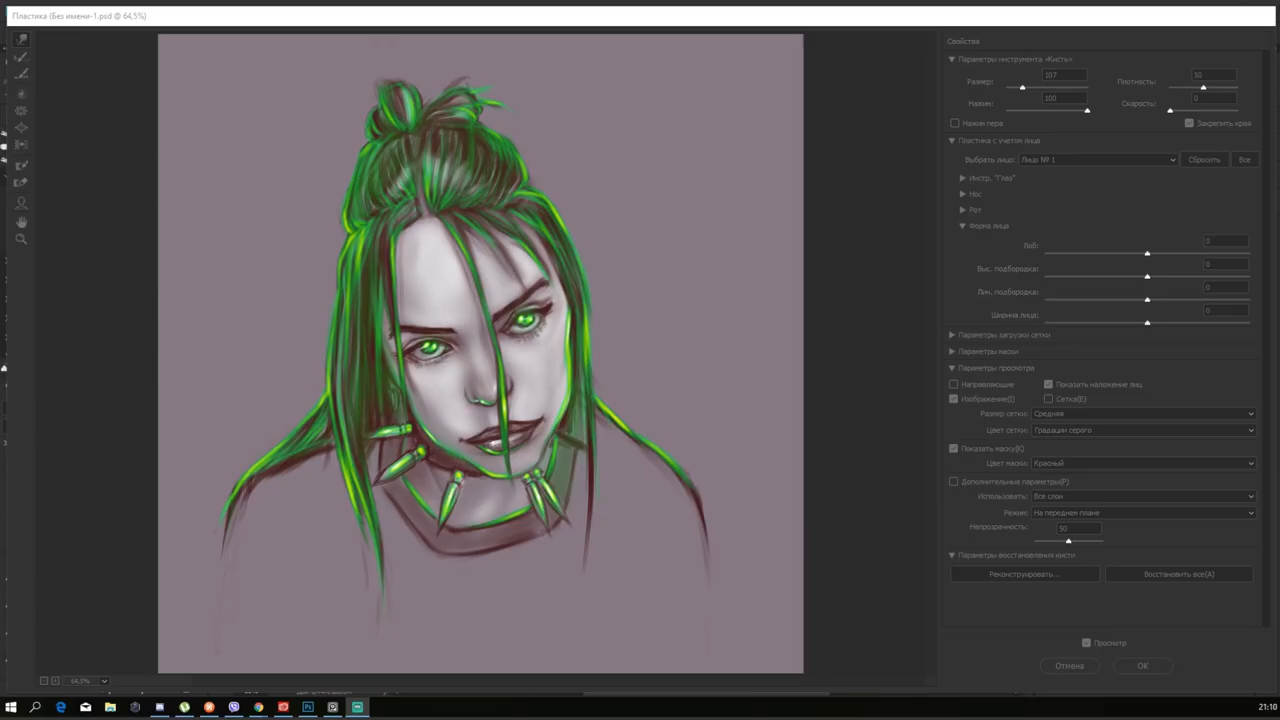 Пластика (Без имени-1.psd @ 64,5%)
Свойства
Параметры инструмента «Кисть»
Размер: 107 Плотность: 50
Нажим: 100 Скорость: 0
Нажим пера Закрепить края
Пластика с учетом лица
Выбрать лицо: Лицо № 1 Сбросить Все
Инстр. "Глаз"
Нос
Рот
Форма лица
Лоб: 0
Выс. подбородка: 0
Лин. подбородка: 0
Ширина лица: 0
Параметры загрузки сетки
Параметры маски
Параметры просмотра
Направляющие Показать наложение лиц
Изображение(I) Сетка(E)
Размер сетки: Средняя
Цвет сетки: Градации серого
Показать маску(К)
Цвет маски: Красный
Дополнительные параметры(P)
Использовать: Все слои
Режим: На переднем плане
Непрозрачность: 50
Параметры восстановления кисти
Реконструировать... Восстановить все(A)
Просмотр
Отмена ОК
64,5%
21:10